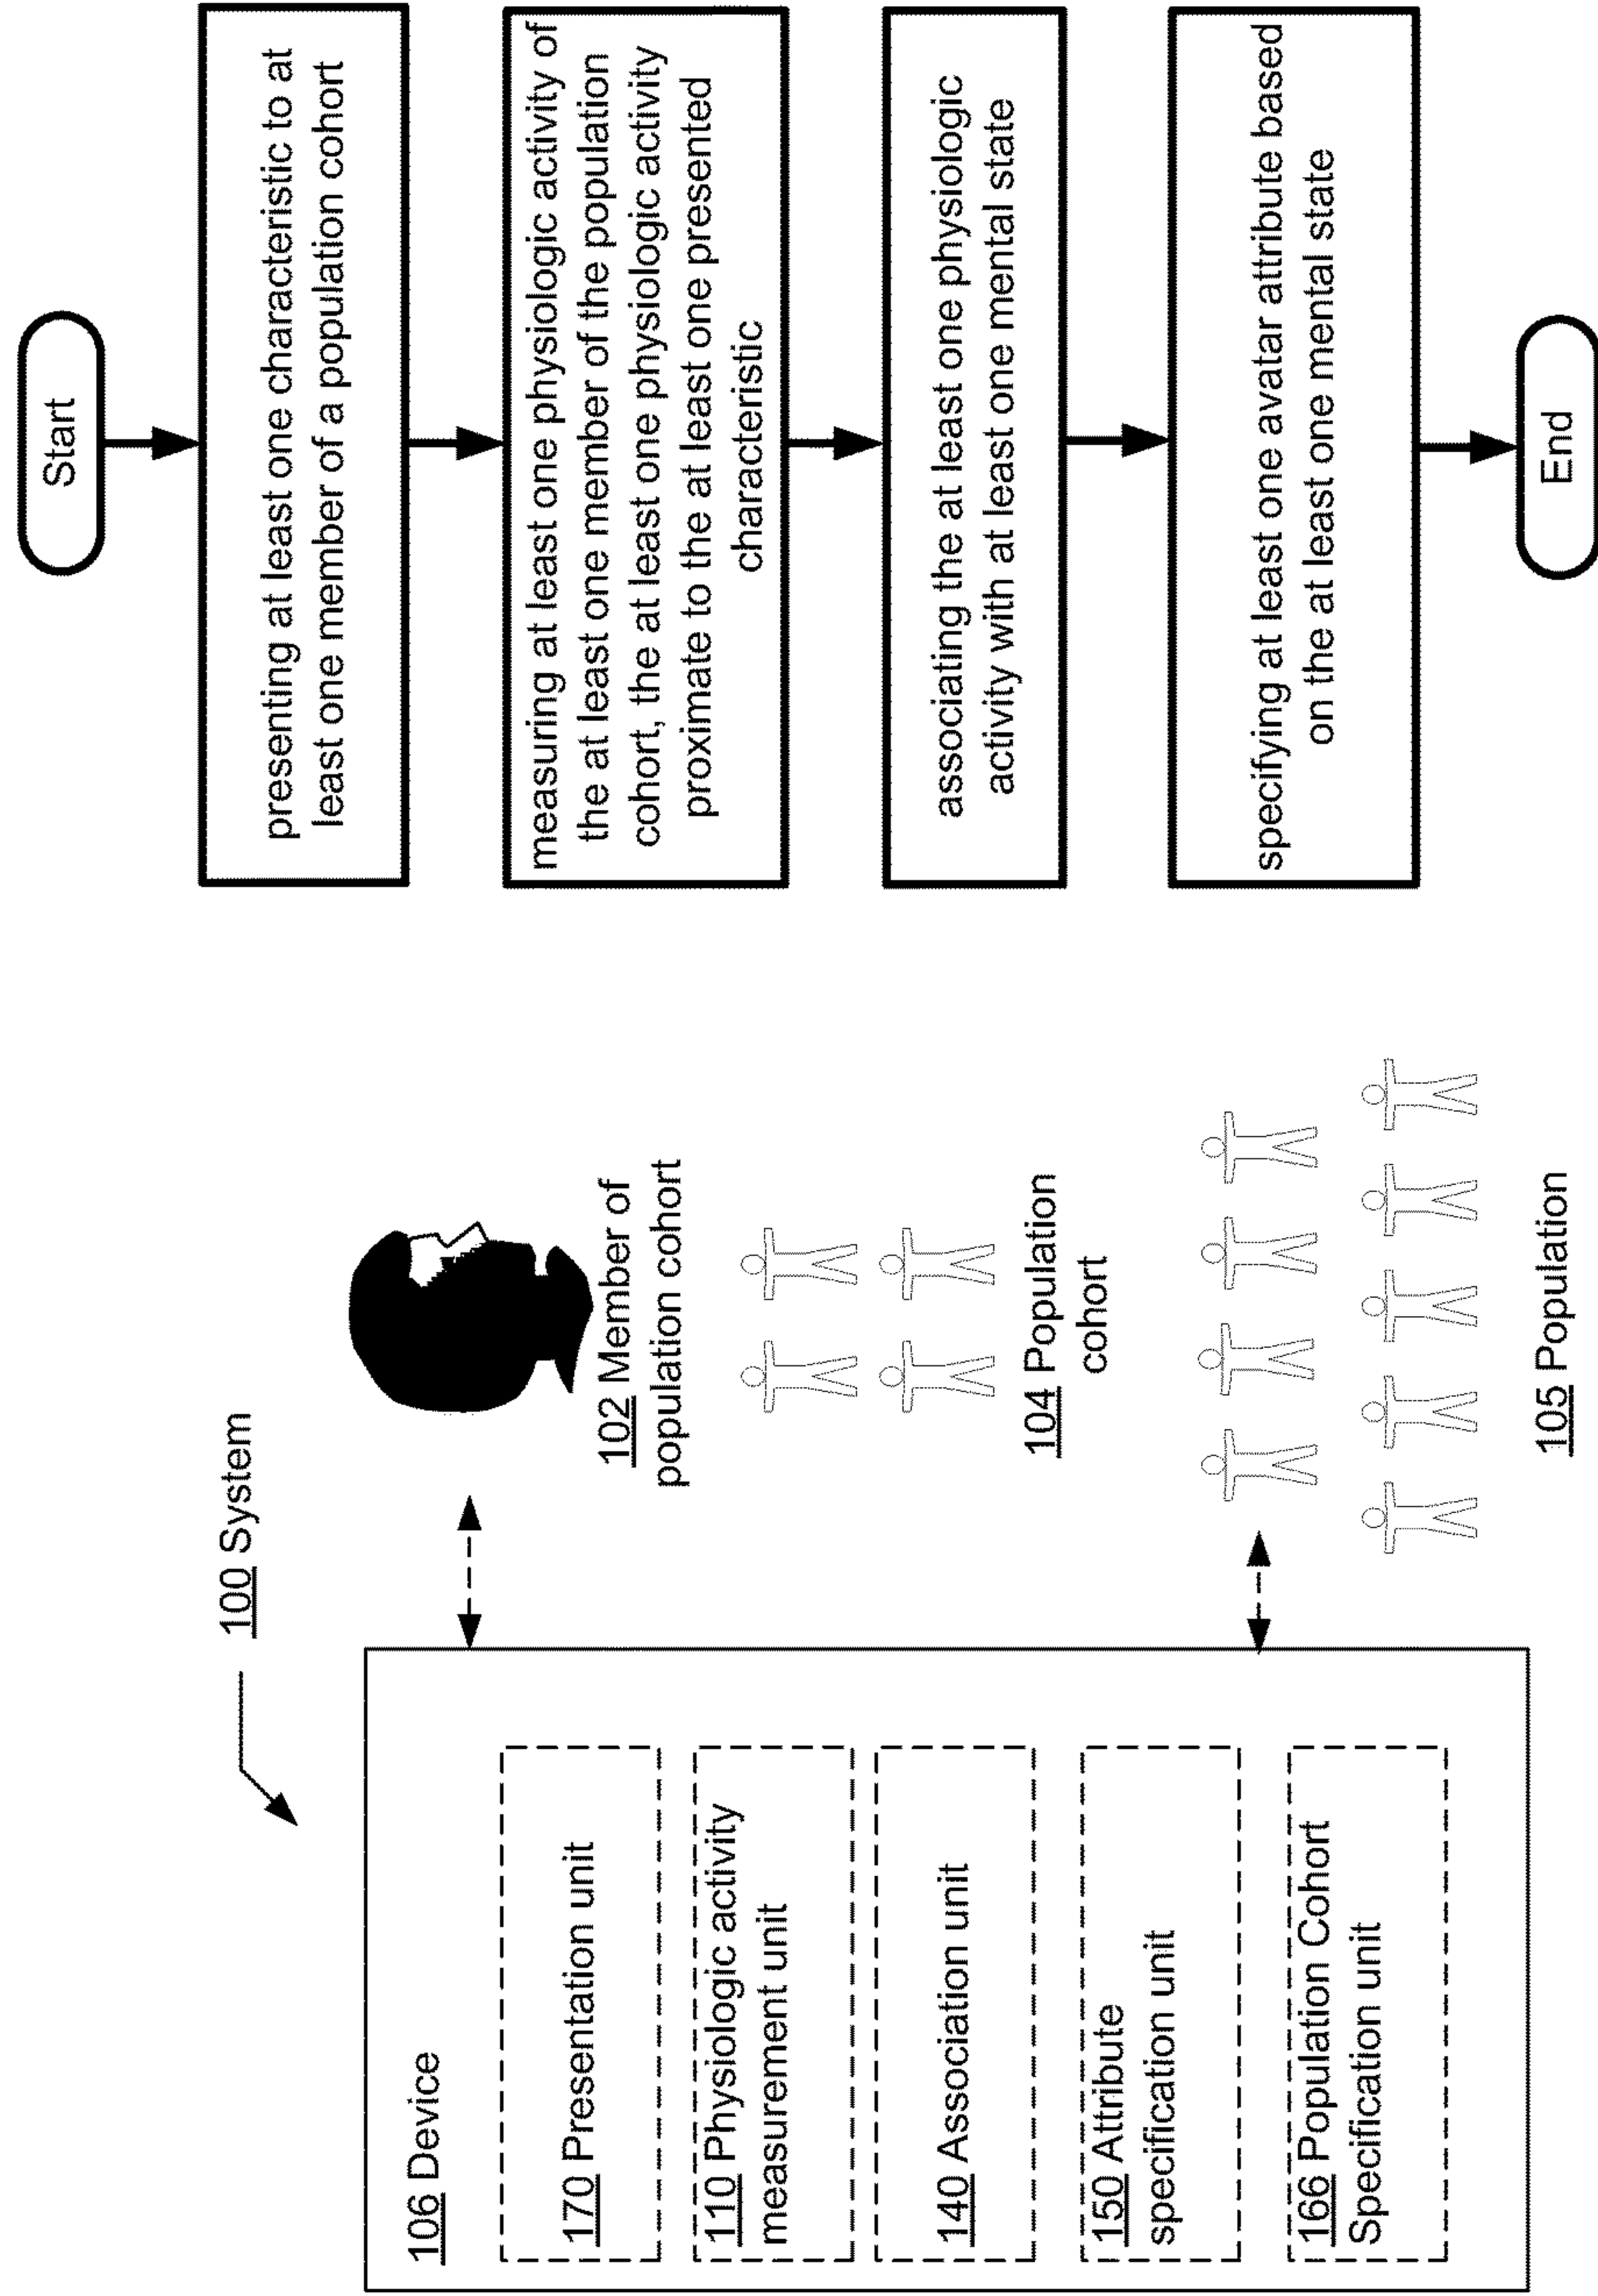 100 System
106 Device
170 Presentation unit
110 Physiologic activity
measurement unit
140 Association unit
150 Attribute
specification unit
166 Population Cohort
Specification unit
102 Member of
population cohort
104 Population
cohort
105 Population
Start
presenting at least one characteristic to at
least one member of a population cohort
measuring at least one physiologic activity of
the at least one member of the population
cohort, the at least one physiologic activity
proximate to the at least one presented
characteristic
associating the at least one physiologic
activity with at least one mental state
specifying at least one avatar attribute based
on the at least one mental state
End